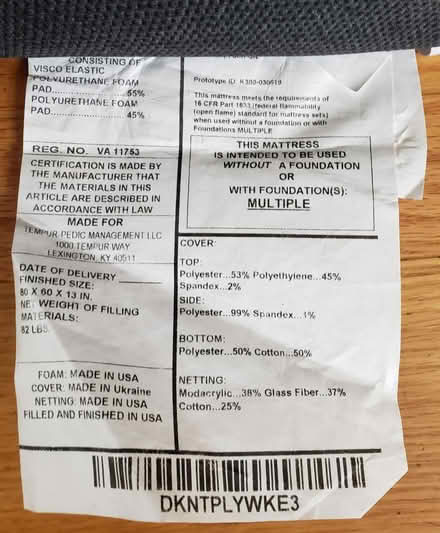 CONSISTING OF
VISCO ELASTIC
POLYURETHANE FOAM
PAD..............55%
POLYURETHANE FOAM
PAD..............45%
REG. NO. VA 11753
CERTIFICATION IS MADE BY
THE MANUFACTURER THAT
THE MATERIALS IN THIS
ARTICLE ARE DESCRIBED IN
ACCORDANCE WITH LAW
MADE FOR
TEMPUR-PEDIC MANAGEMENT LLC
1000 TEMPUR WAY
LEXINGTON, KY 40511
DATE OF DELIVERY
FINISHED SIZE:
80 X 60 X 13 IN.
NET WEIGHT OF FILLING
MATERIALS:
82 LBS.
FOAM: MADE IN USA
COVER: MADE IN Ukraine
NETTING: MADE IN USA
FILLED AND FINISHED IN USA
Prototype ID: K300-030519
This mattress meets the requirements of
16 CFR Part 1633 (federal flammability
(open flame) standard for mattress sets)
when used without a foundation or with
Foundations MULTIPLE
THIS MATTRESS
IS INTENDED TO BE USED
WITHOUT A FOUNDATION
OR
WITH FOUNDATION(S):
MULTIPLE
COVER:
TOP:
Polyester...53% Polyethylene...45%
Spandex...2%
SIDE:
Polyester...99% Spandex...1%
BOTTOM:
Polyester...50% Cotton...50%
NETTING:
Modacrylic...38% Glass Fiber...37%
Cotton...25%
DKNTPLYWKE3